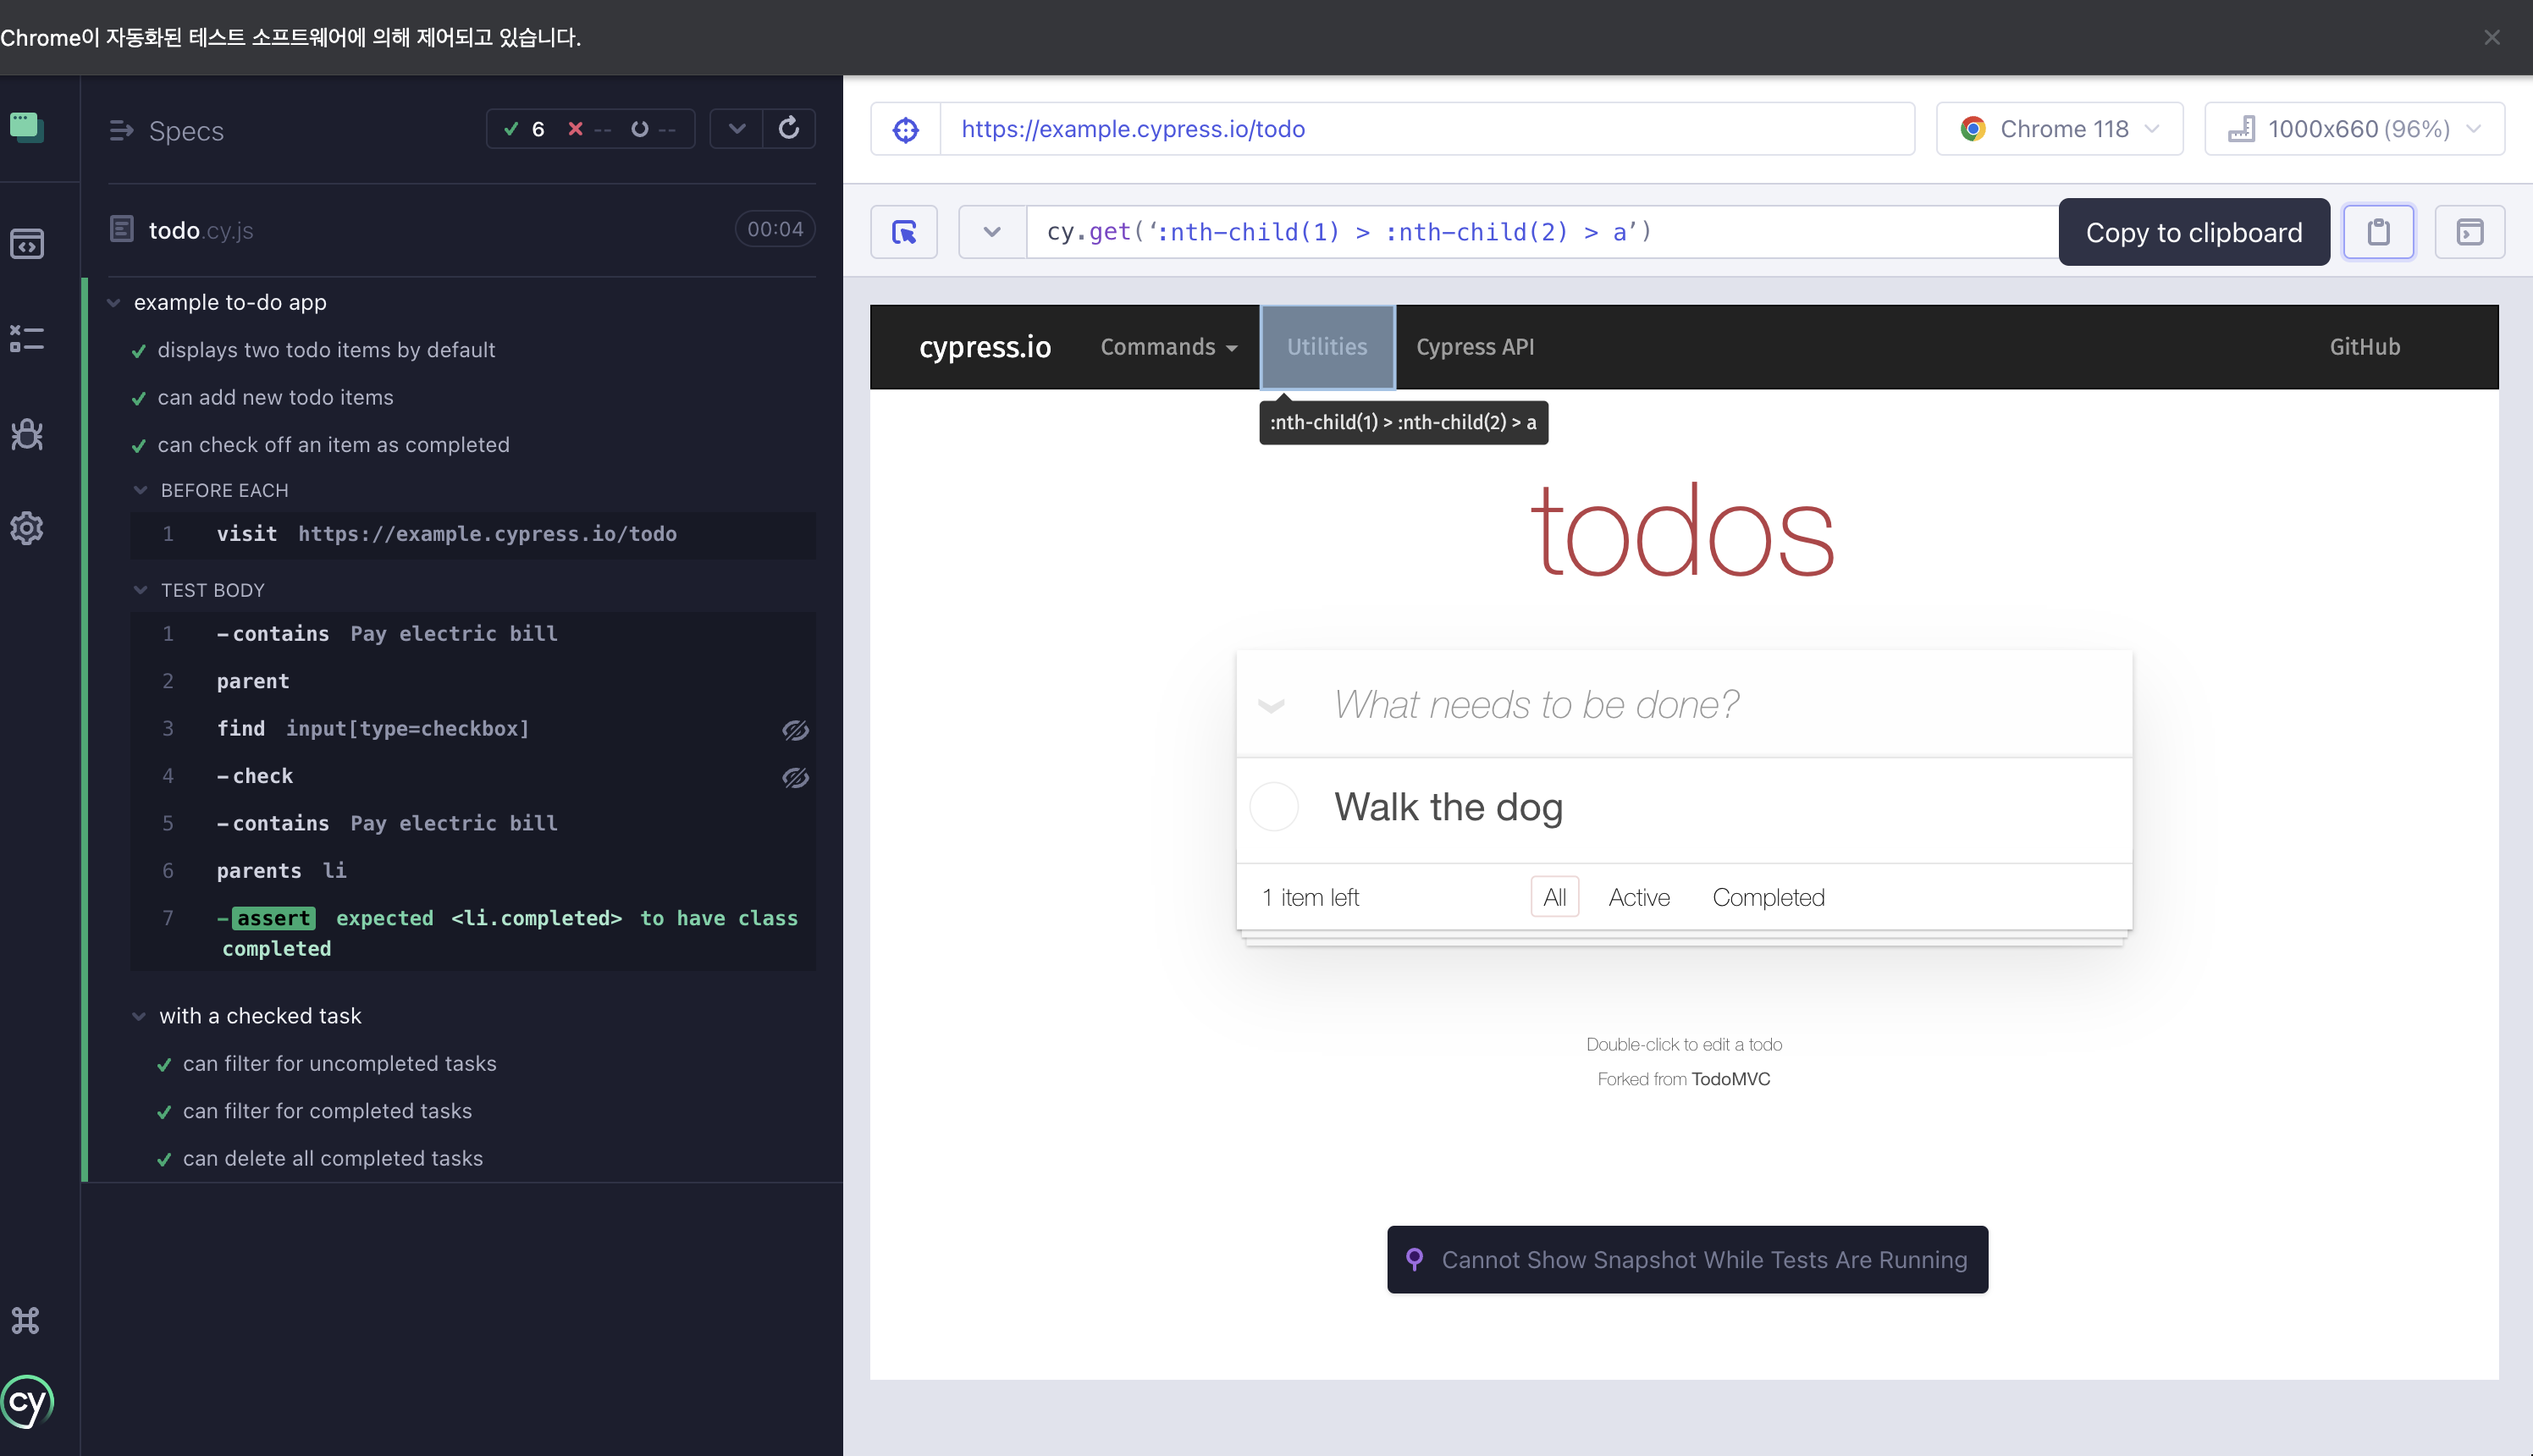 Chrome이 자동화된 테스트 소프트웨어에 의해 제어되고 있습니다.
Specs
6 -- --
todo.cy.js
00:04
example to-do app
displays two todo items by default
can add new todo items
can check off an item as completed
BEFORE EACH
1 visit https://example.cypress.io/todo
TEST BODY
1 -contains Pay electric bill
2 parent
3 find input[type=checkbox]
4 -check
5 -contains Pay electric bill
6 parents li
7 -assert expected <li.completed> to have class
completed
with a checked task
can filter for uncompleted tasks
can filter for completed tasks
can delete all completed tasks
cy
https://example.cypress.io/todo
Chrome 118
1000x660 (96%)
cy.get(‘:nth-child(1) > :nth-child(2) > a’)
Copy to clipboard
cypress.io Commands Utilities Cypress API GitHub
:nth-child(1) > :nth-child(2) > a
todos
What needs to be done?
Walk the dog
1 item left All Active Completed
Double-click to edit a todo
Forked from TodoMVC
Cannot Show Snapshot While Tests Are Running